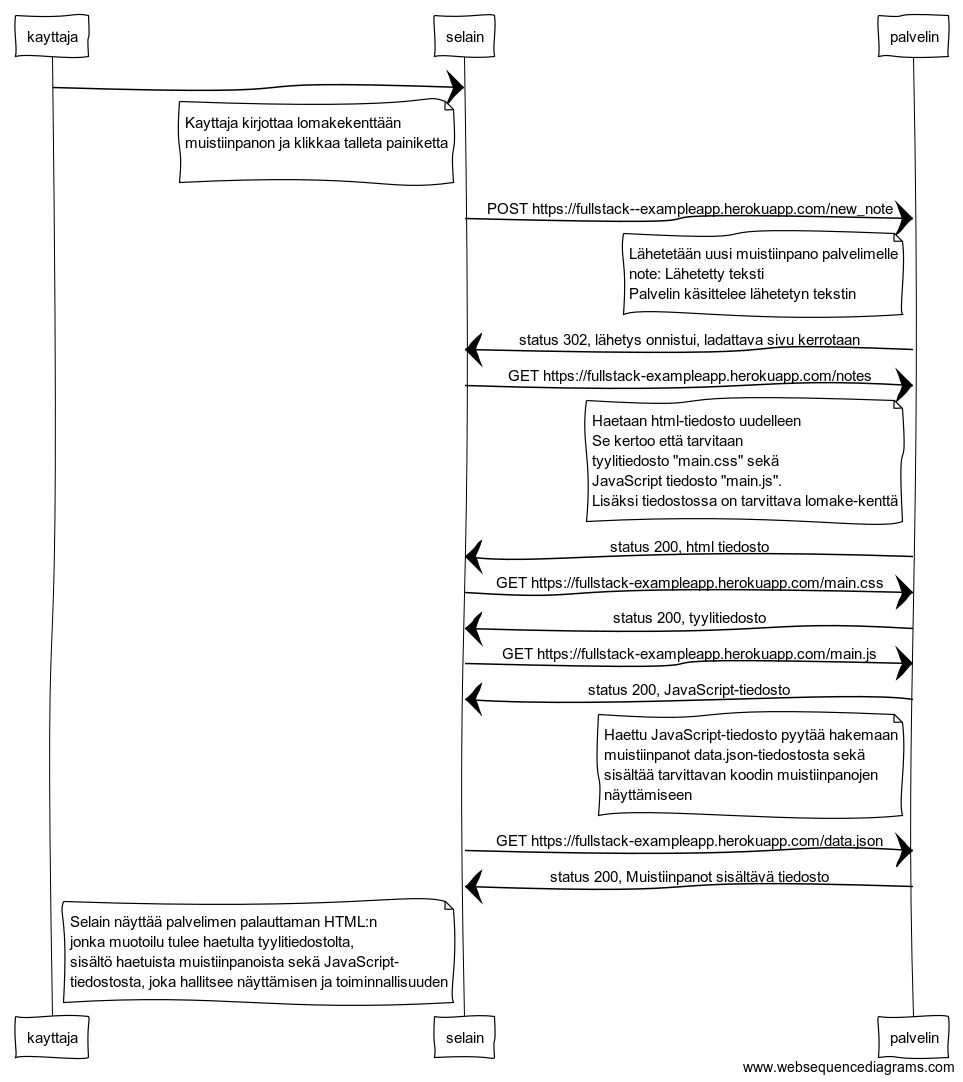 kayttaja
selain
palvelin
Kayttaja kirjottaa lomakekenttään
muistiinpanon ja klikkaa talleta painiketta
POST https://fullstack--exampleapp.herokuapp.com/new_note
Lähetetään uusi muistiinpano palvelimelle
note: Lähetetty teksti
Palvelin käsittelee lähetetyn tekstin
status 302, lähetys onnistui, ladattava sivu kerrotaan
GET https://fullstack-exampleapp.herokuapp.com/notes
Haetaan html-tiedosto uudelleen
Se kertoo että tarvitaan
tyylitiedosto "main.css" sekä
JavaScript tiedosto "main.js".
Lisäksi tiedostossa on tarvittava lomake-kenttä
status 200, html tiedosto
GET https://fullstack-exampleapp.herokuapp.com/main.css
status 200, tyylitiedosto
GET https://fullstack-exampleapp.herokuapp.com/main.js
status 200, JavaScript-tiedosto
Haettu JavaScript-tiedosto pyytää hakemaan
muistiinpanot data.json-tiedostosta sekä
sisältää tarvittavan koodin muistiinpanojen
näyttämiseen
GET https://fullstack-exampleapp.herokuapp.com/data.json
status 200, Muistiinpanot sisältävä tiedosto
Selain näyttää palvelimen palauttaman HTML:n
jonka muotoilu tulee haetulta tyylitiedostolta,
sisältö haetuista muistiinpanoista sekä JavaScript-
tiedostosta, joka hallitsee näyttämisen ja toiminnallisuuden
kayttaja
selain
palvelin
www.websequencediagrams.com